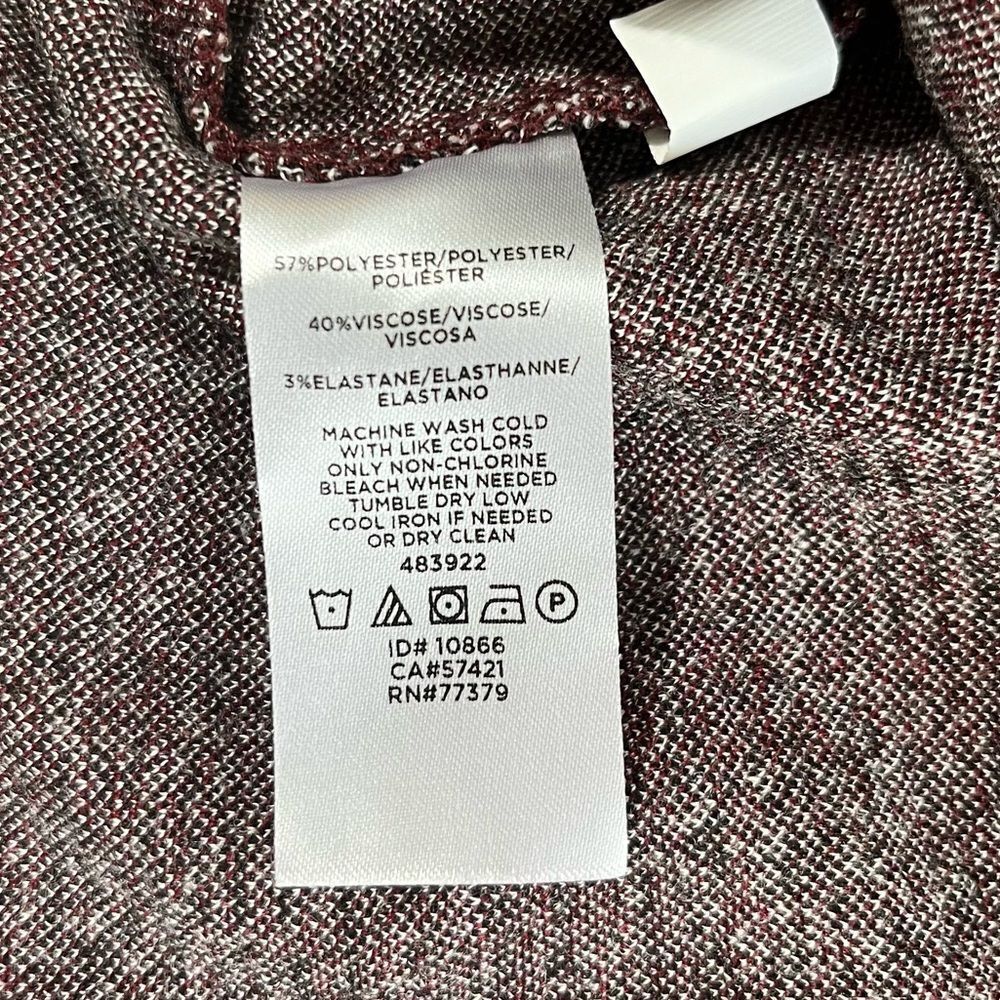 57%POLYESTER/POLYESTER/
POLIÉSTER
40%VISCOSE/VISCOSE/
VISCOSA
3%ELASTANE/ELASTHANNE/
ELASTANO
MACHINE WASH COLD
WITH LIKE COLORS
ONLY NON-CHLORINE
BLEACH WHEN NEEDED
TUMBLE DRY LOW
COOL IRON IF NEEDED
OR DRY CLEAN
483922
P
ID# 10866
CA#57421
RN#77379